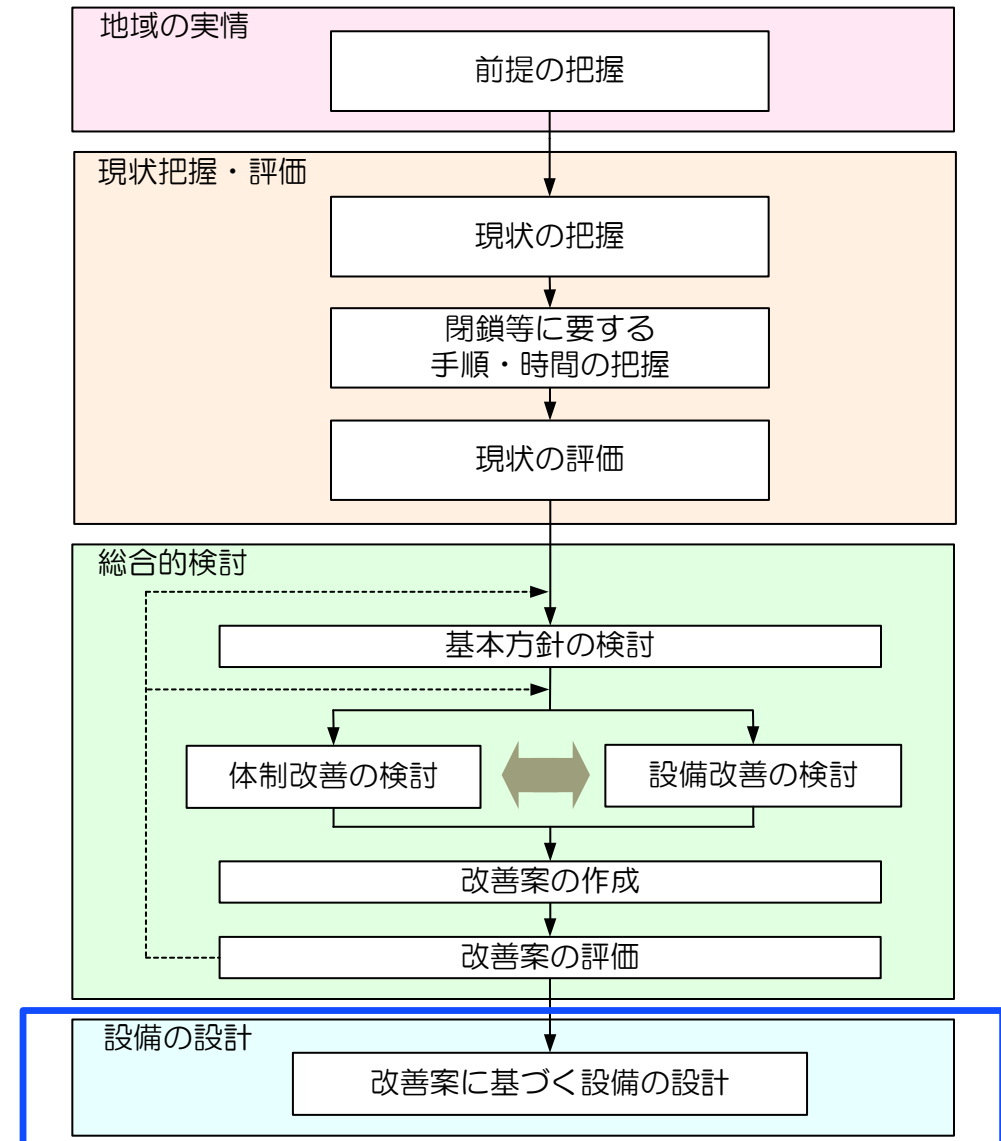 地域の実情
前提の把握
現状把握・評価
現状の把握
閉鎖等に要する
手順・時間の把握
現状の評価
総合的検討
基本方針の検討
体制改善の検討
設備改善の検討
改善案の作成
改善案の評価
設備の設計
改善案に基づく設備の設計